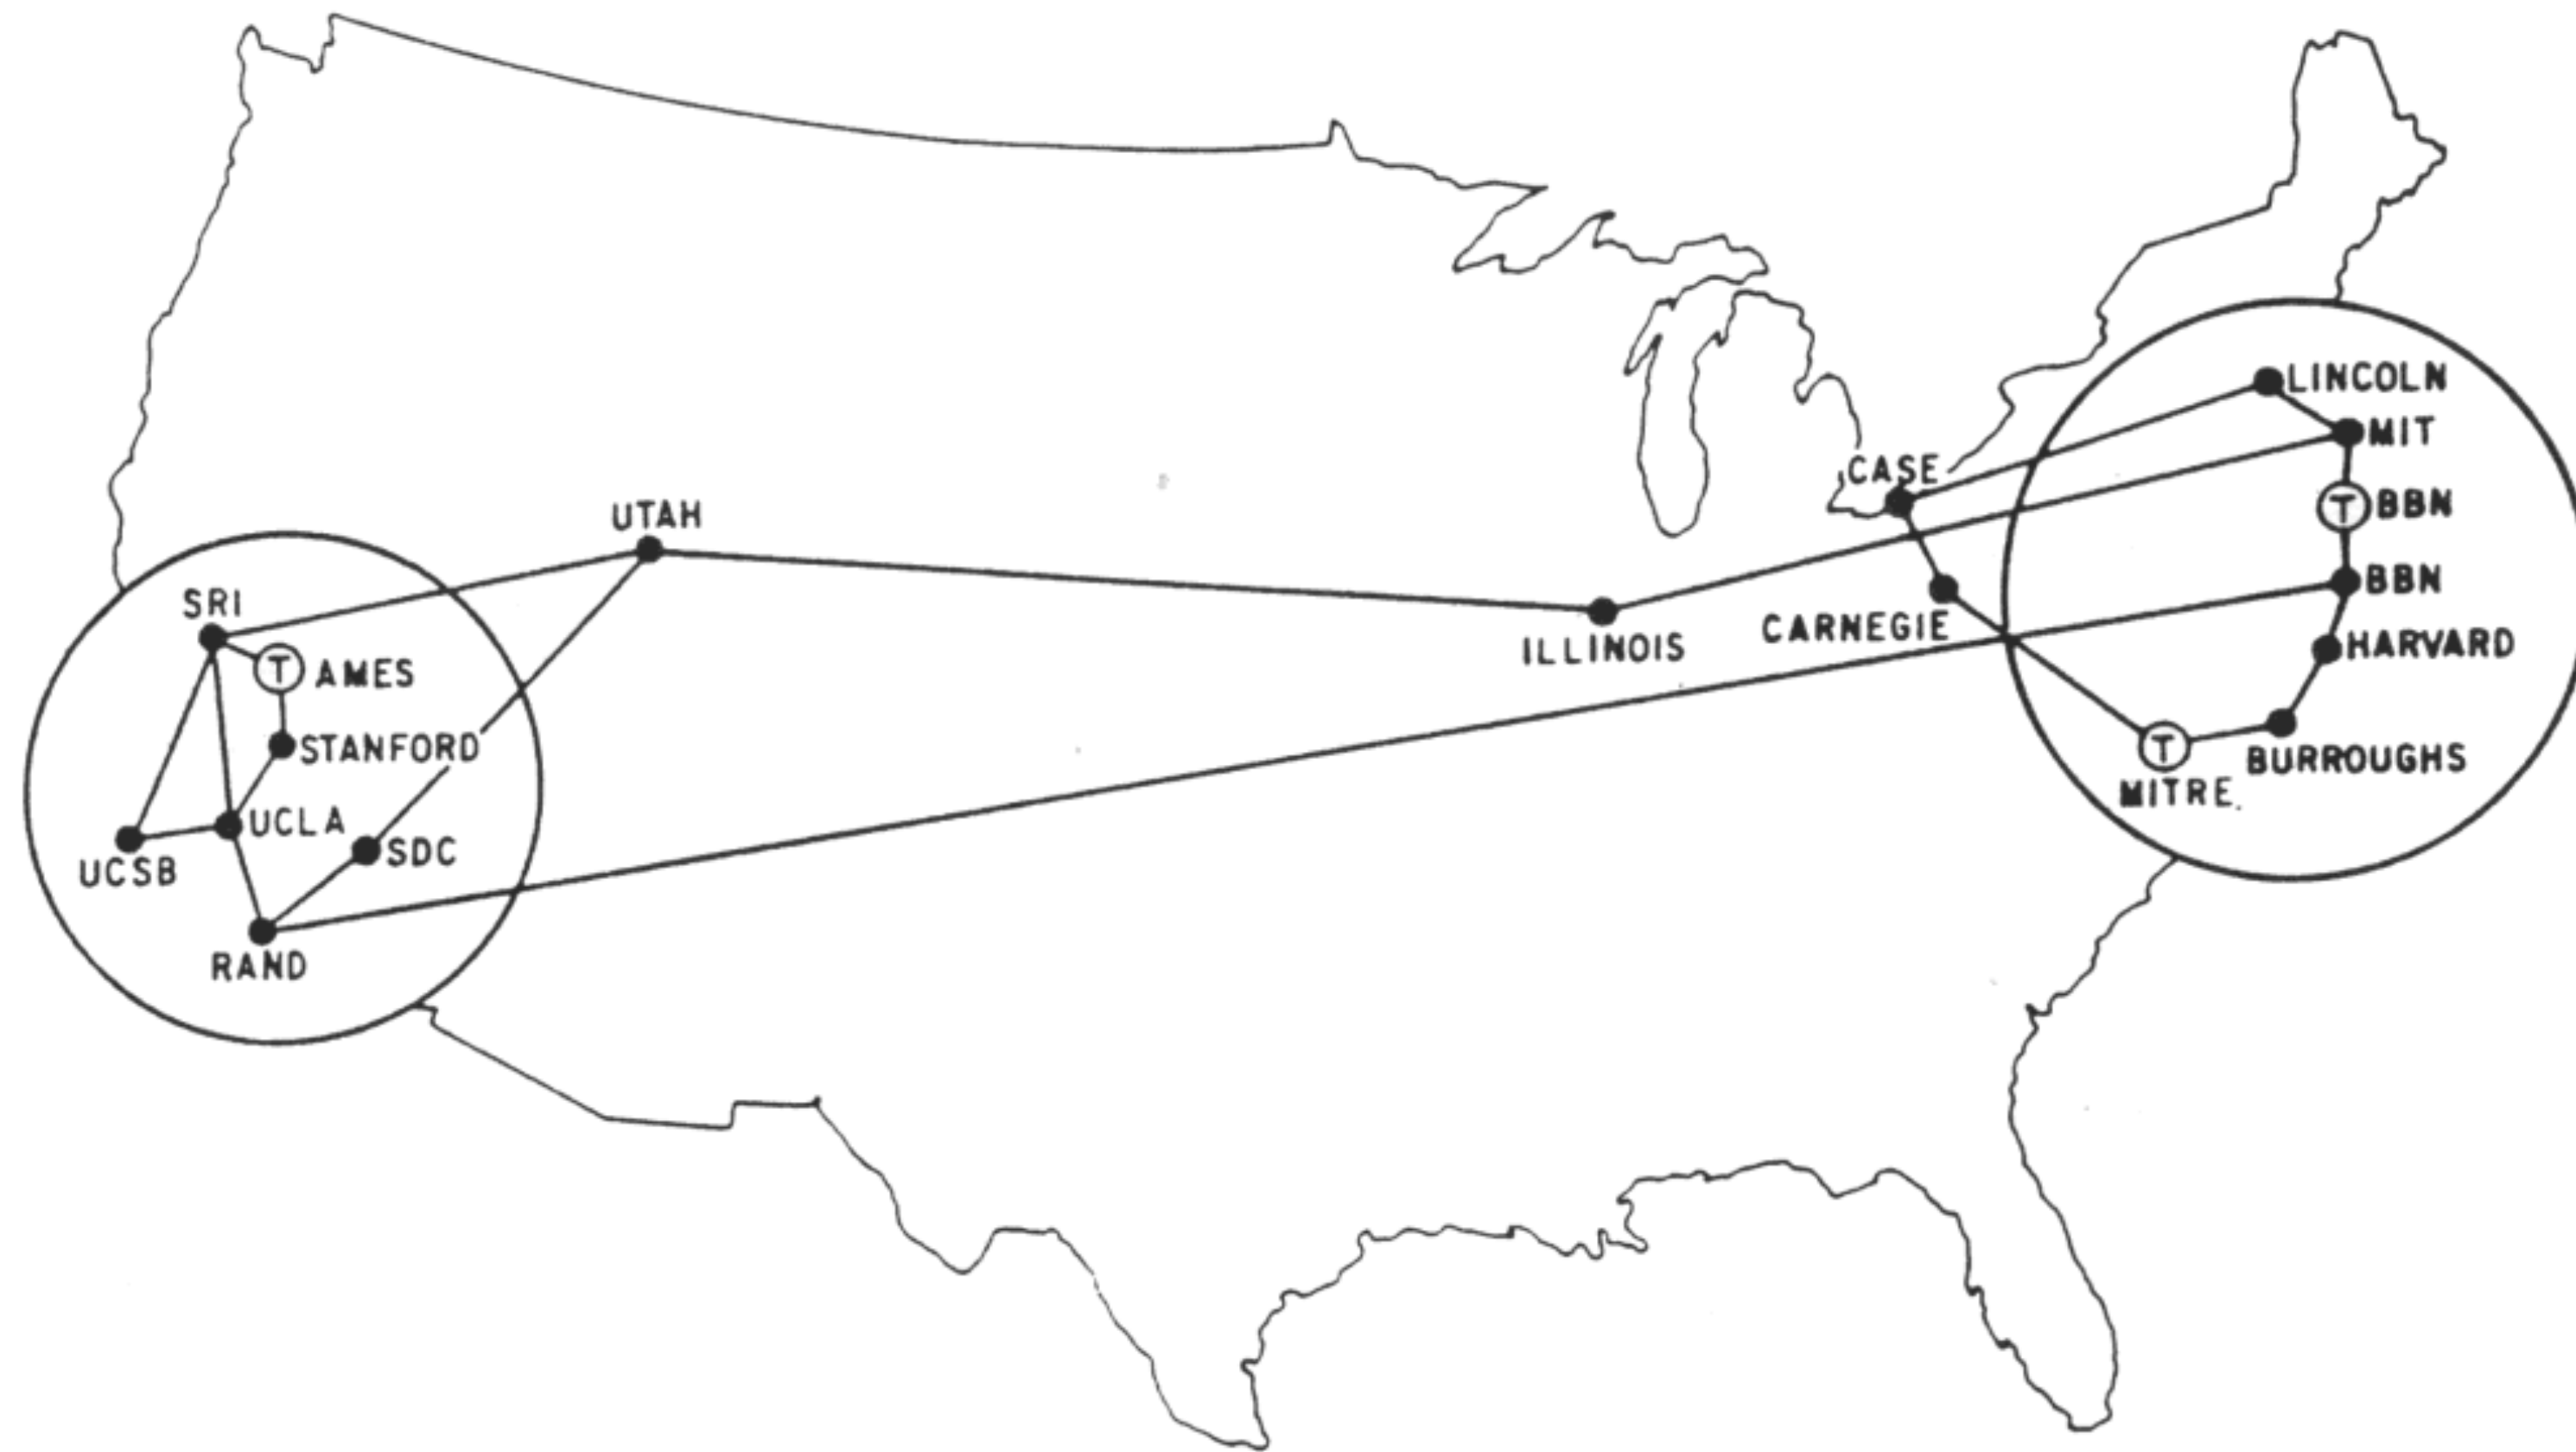 LINCOLN
MIT
CASE
T BBN
UTAH
BBN
SRI
CARNEGIE
HARVARD
ILLINOIS
T AMES
STANFORD
T
BURROUGHS
MITRE.
UCLA
SDC
UCSB
RAND